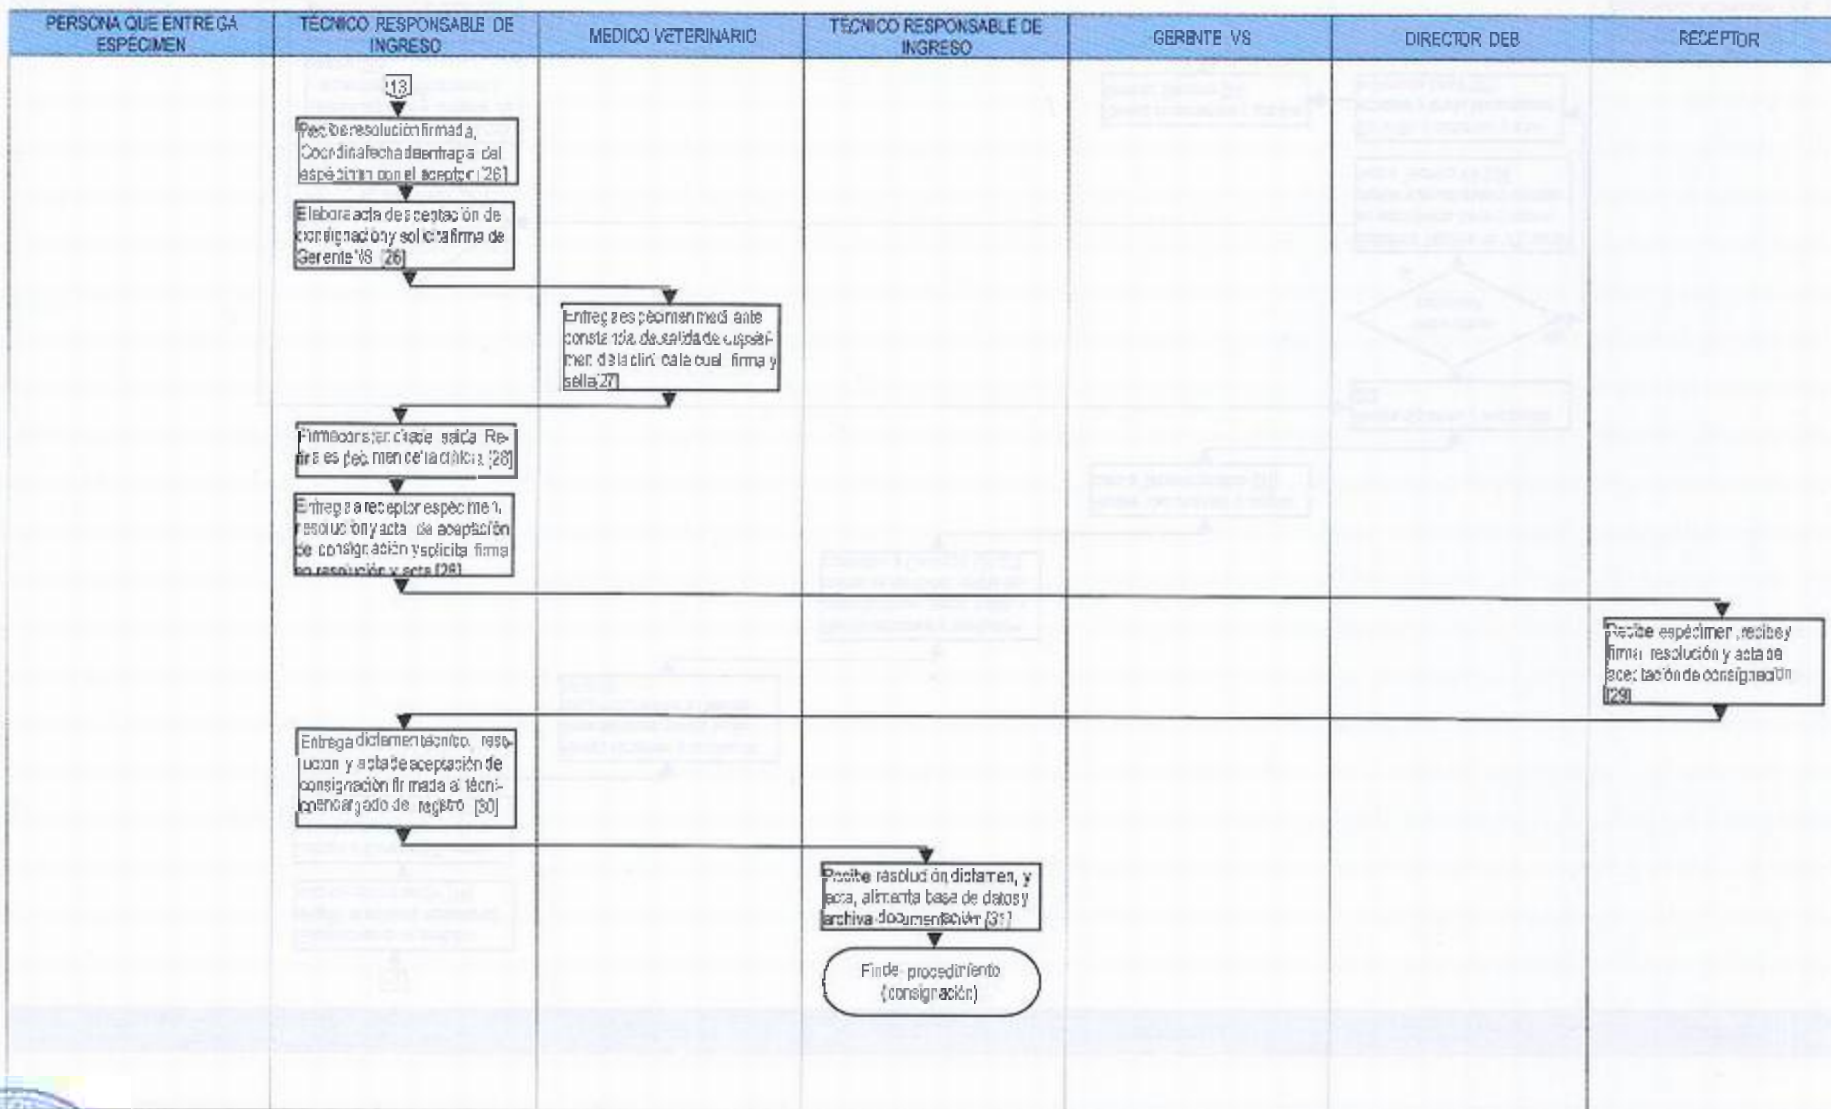 PERSONA QUE ENTREGA
ESPÉCIMEN
TÉCNICO RESPONSABLE DE
INGRESO
MEDICO VETERINARIO
TÉCNICO RESPONSABLE DE
INGRESO
GERENTE VS
DIRECTOR DEB
RECEPTOR
13
Recibe resolución firmada,
Coordina fecha de entrega del
espécimen con el aceptor [26]
Elabora acta de aceptación de
consignación y solicita firma de
Gerente VS [26]
Entrega espécimen mediante
constancia de salida de espéci-
men de la clínica la cual firma y
sella [27]
Firma constancia de salida. Re-
tira espécimen de la clínica. [28]
Entrega a receptor espécimen,
resolución y acta de aceptación
de consignación y solicita firma
en resolución y acta [28]
Recibe espécimen, recibe y
firma resolución y acta de
aceptación de consignación
[29]
Entrega dictamen técnico, reso-
lución y acta de aceptación de
consignación firmada al técni-
co encargado de registro [30]
Recibe resolución dictamen, y
acta, alimenta base de datos y
archiva documentación [31]
Fin de procedimiento
(consignación)